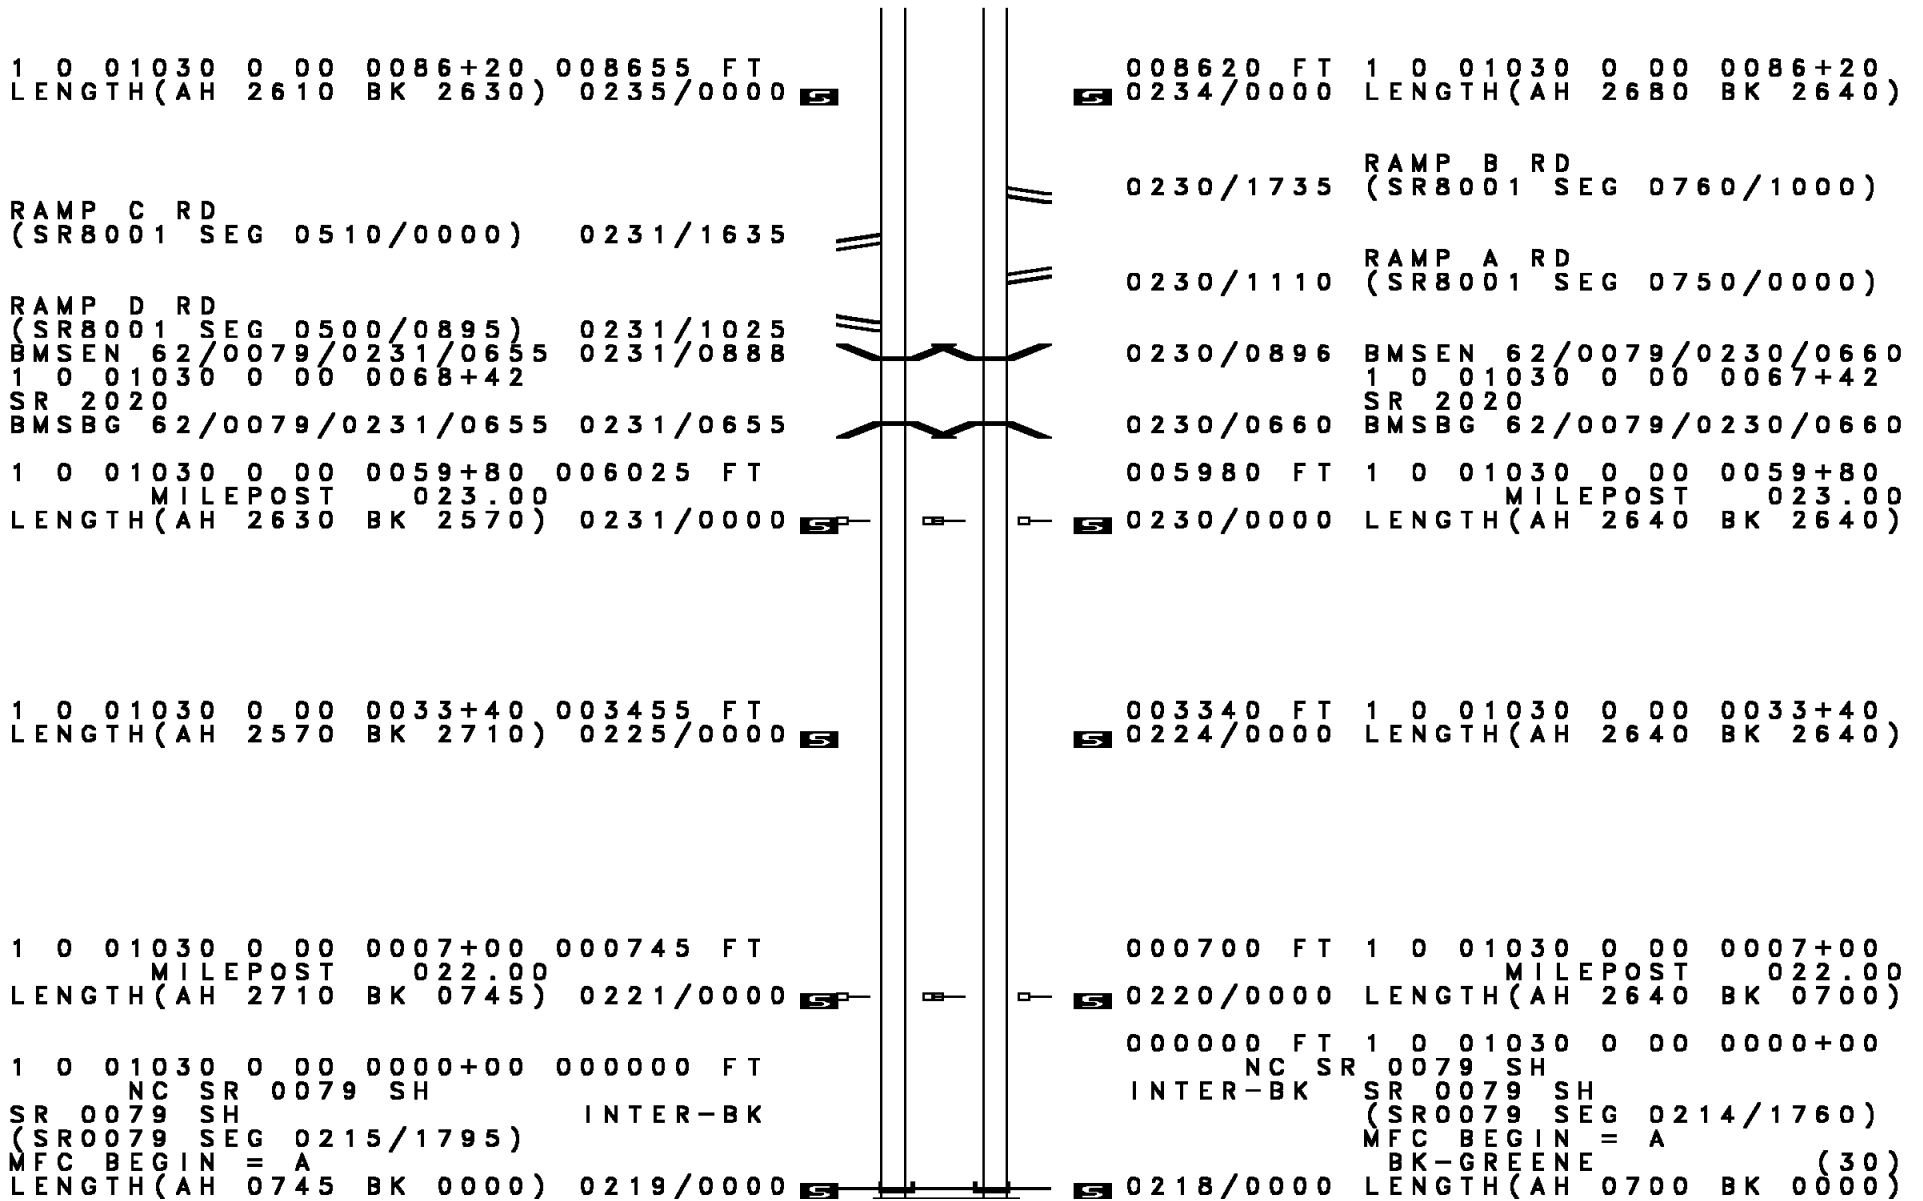 1 0 01030 0 00 0086+20 008655 FT
LENGTH(AH 2610 BK 2630) 0235/0000 S
RAMP C RD
(SR8001 SEG 0510/0000) 0231/1635
RAMP D RD
(SR8001 SEG 0500/0895) 0231/1025
BMSEN 62/0079/0231/0655 0231/0888
1 0 01030 0 00 0068+42
SR 2020
BMSBG 62/0079/0231/0655 0231/0655
1 0 01030 0 00 0059+80 006025 FT
MILEPOST 023.00
LENGTH(AH 2630 BK 2570) 0231/0000 S
1 0 01030 0 00 0033+40 003455 FT
LENGTH(AH 2570 BK 2710) 0225/0000 S
1 0 01030 0 00 0007+00 000745 FT
MILEPOST 022.00
LENGTH(AH 2710 BK 0745) 0221/0000 S
1 0 01030 0 00 0000+00 000000 FT
NC SR 0079 SH
SR 0079 SH INTER-BK
(SR0079 SEG 0215/1795)
MFC BEGIN = A
LENGTH(AH 0745 BK 0000) 0219/0000 S
008620 FT 1 0 01030 0 00 0086+20
S 0234/0000 LENGTH(AH 2680 BK 2640)
RAMP B RD
0230/1735 (SR8001 SEG 0760/1000)
RAMP A RD
0230/1110 (SR8001 SEG 0750/0000)
0230/0896 BMSEN 62/0079/0230/0660
1 0 01030 0 00 0067+42
SR 2020
0230/0660 BMSBG 62/0079/0230/0660
005980 FT 1 0 01030 0 00 0059+80
MILEPOST 023.00
S 0230/0000 LENGTH(AH 2640 BK 2640)
003340 FT 1 0 01030 0 00 0033+40
S 0224/0000 LENGTH(AH 2640 BK 2640)
000700 FT 1 0 01030 0 00 0007+00
MILEPOST 022.00
S 0220/0000 LENGTH(AH 2640 BK 0700)
000000 FT 1 0 01030 0 00 0000+00
NC SR 0079 SH
INTER-BK SR 0079 SH
(SR0079 SEG 0214/1760)
MFC BEGIN = A
BK-GREENE (30)
S 0218/0000 LENGTH(AH 0700 BK 0000)